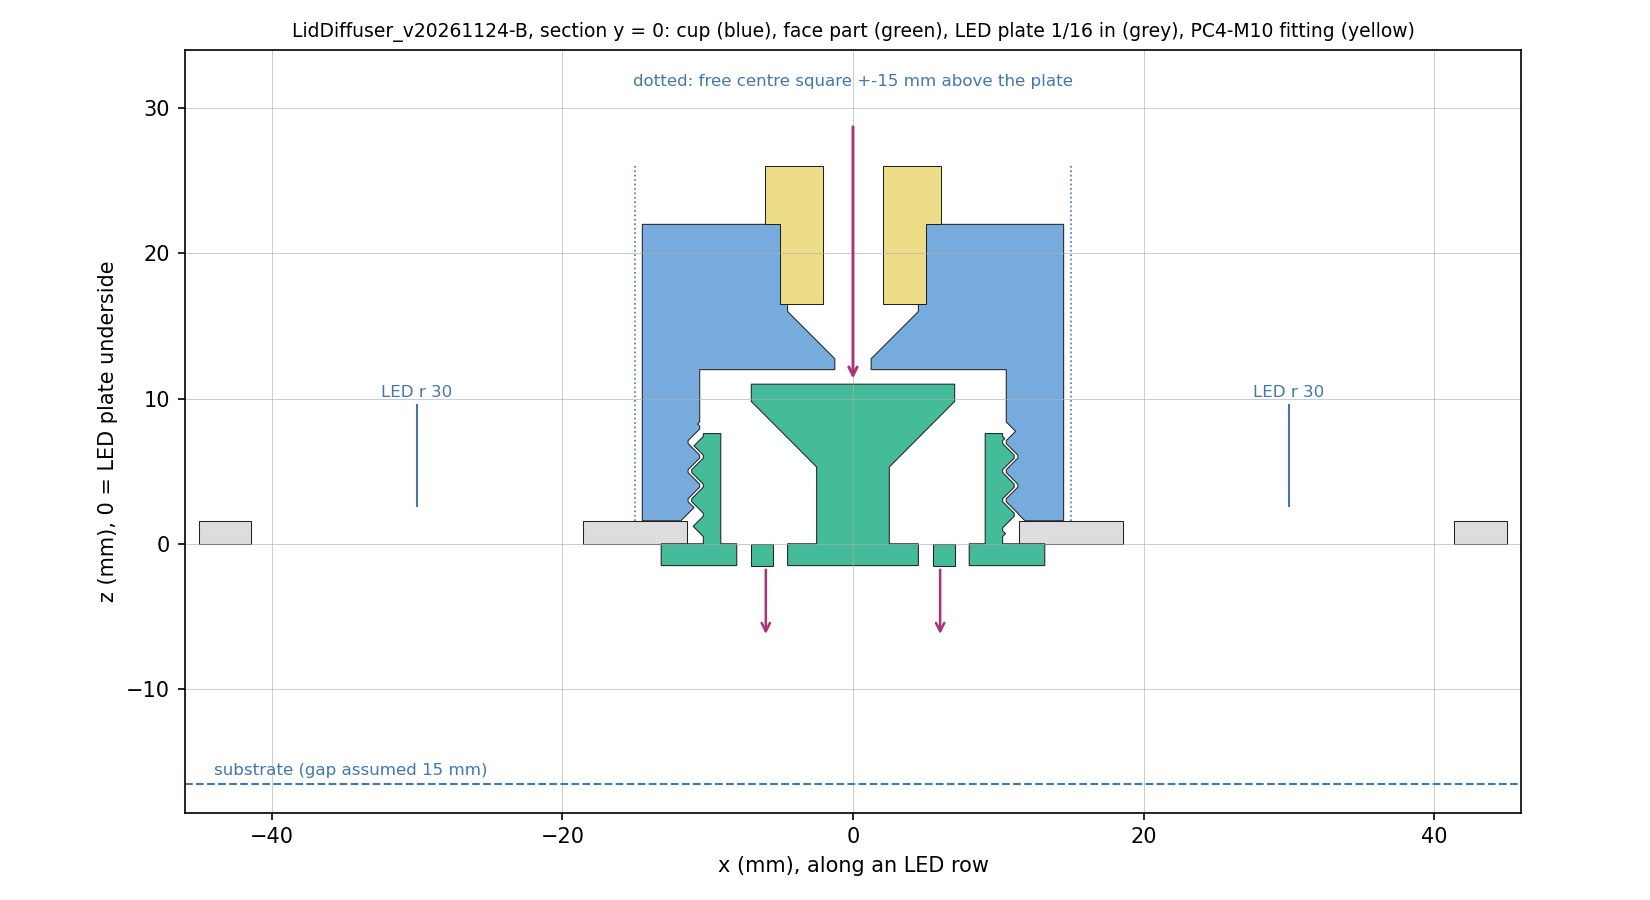 LidDiffuser_v20261124-B, section y = 0: cup (blue), face part (green), LED plate 1/16 in (grey), PC4-M10 fitting (yellow)
dotted: free centre square +-15 mm above the plate
30
20
10
0
−10
z (mm), 0 = LED plate underside
LED r 30
LED r 30
substrate (gap assumed 15 mm)
−40
−20
0
20
40
x (mm), along an LED row